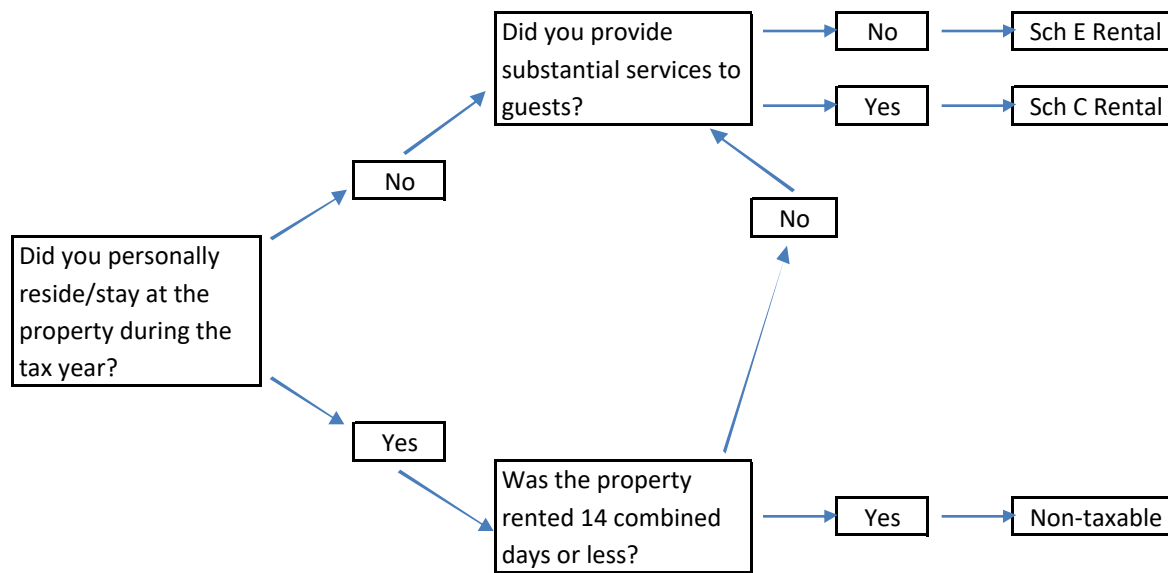 Did you provide
substantial services to
guests?
No
Sch E Rental
Yes
Sch C Rental
No
No
Did you personally
reside/stay at the
property during the
tax year?
Yes
Was the property
rented 14 combined
days or less?
Yes
Non-taxable